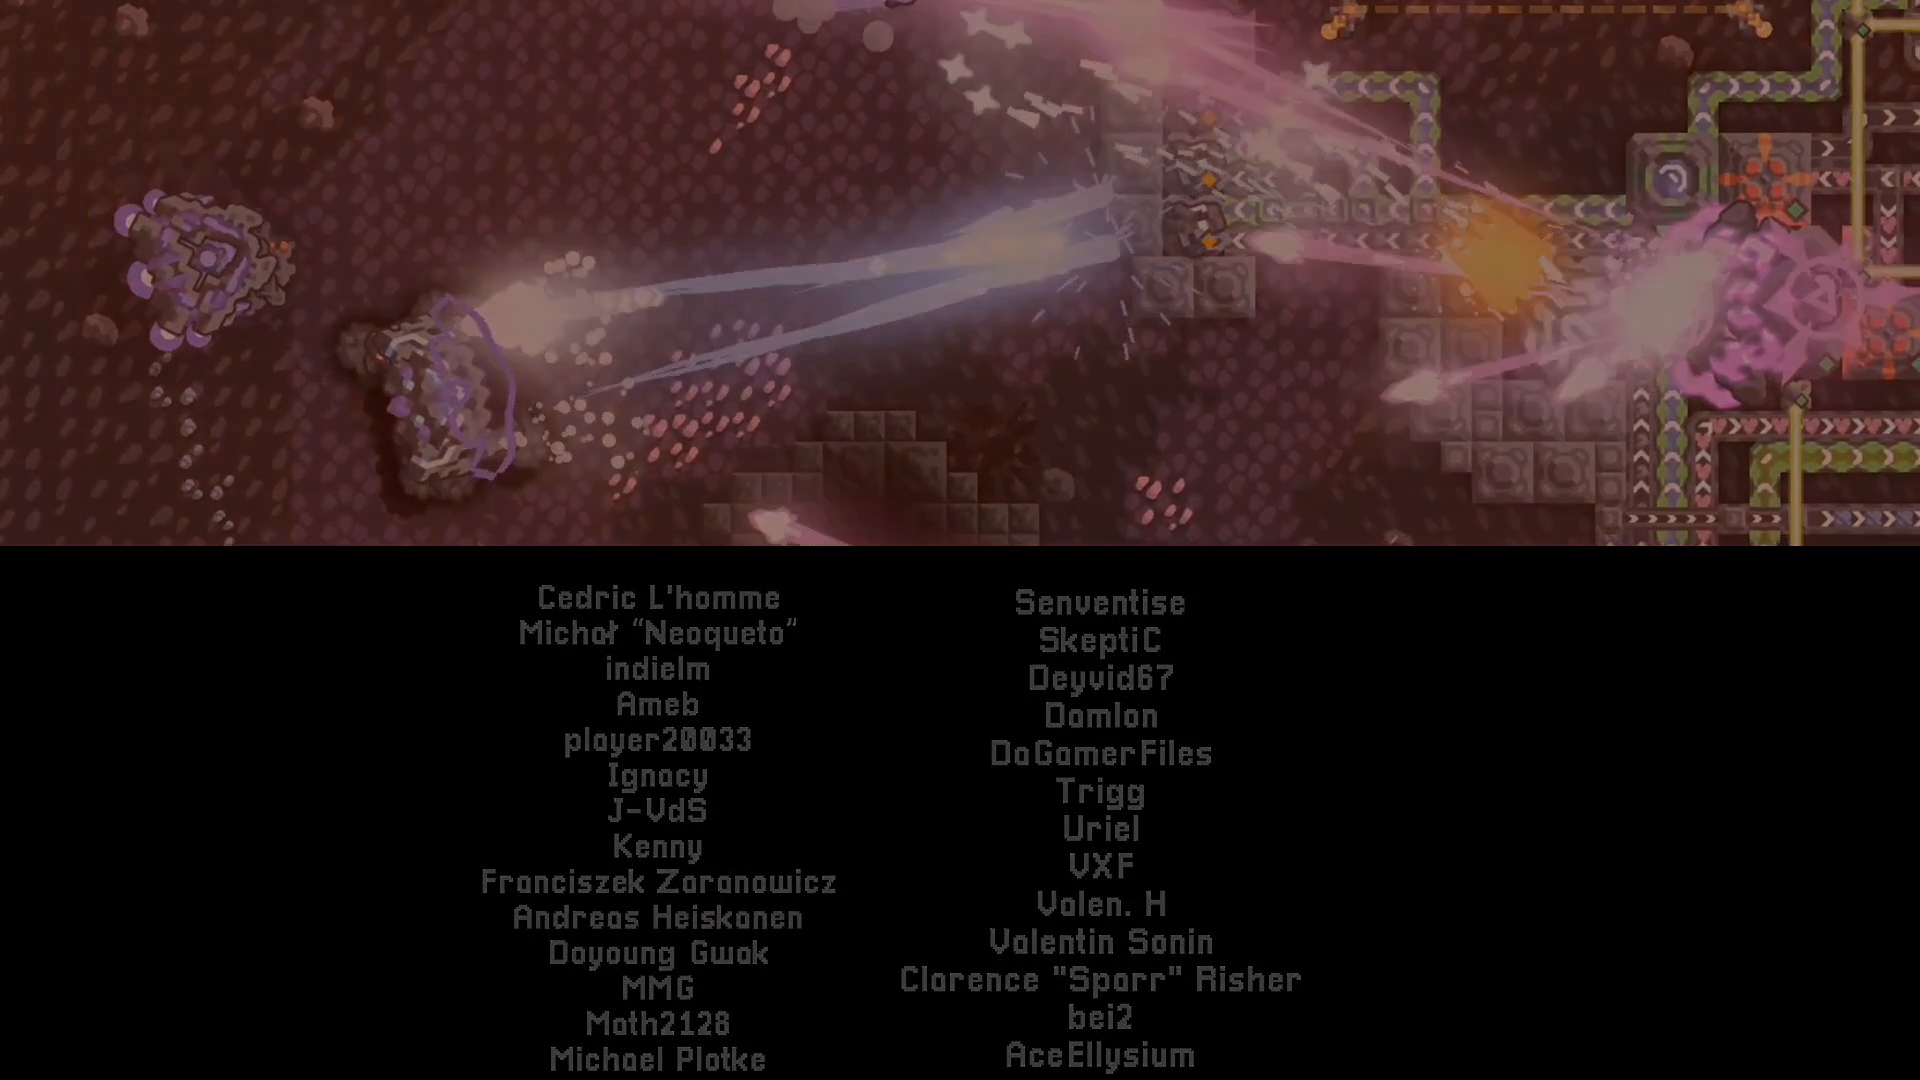 Cedric L'homme
Michał “Neoqueto”
indielm
Ameb
player20033
Ignacy
J-VdS
Kenny
Franciszek Zaranowicz
Andreas Heiskanen
Doyoung Gwak
MMG
Math2128
Michael Plotke
Senventise
SkeptiC
Deyvid67
Damlon
DaGamerFiles
Trigg
Uriel
VXF
Valen. H
Valentin Sonin
Clarence "Sparr" Risher
bei2
AceEllysium